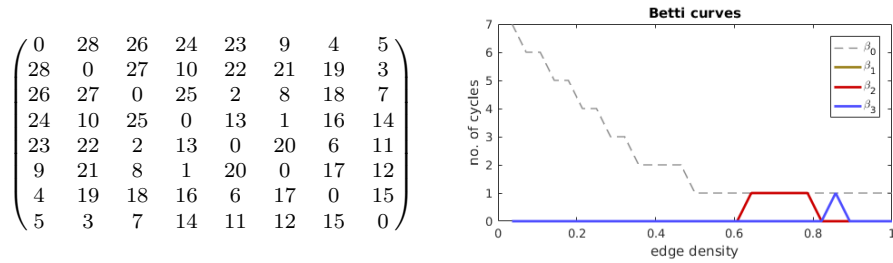 0 28 26 24 23 9 4 5
28 0 27 10 22 21 19 3
26 27 0 25 2 8 18 7
24 10 25 0 13 1 16 14
23 22 2 13 0 20 6 11
9 21 8 1 20 0 17 12
4 19 18 16 6 17 0 15
5 3 7 14 11 12 15 0
Betti curves
7
6
5
4
3
2
1
0
no. of cycles
0 0.2 0.4 0.6 0.8 1
edge density
β0
β1
β2
β3